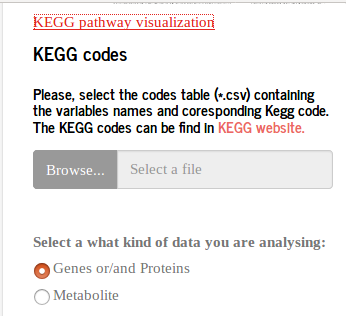 KEGG pathway visualization
KEGG codes
Please, select the codes table (*.csv) containing
the variables names and coresponding Kegg code.
The KEGG codes can be find in KEGG website.
Browse... Select a file
Select a what kind of data you are analysing:
Genes or/and Proteins
Metabolite